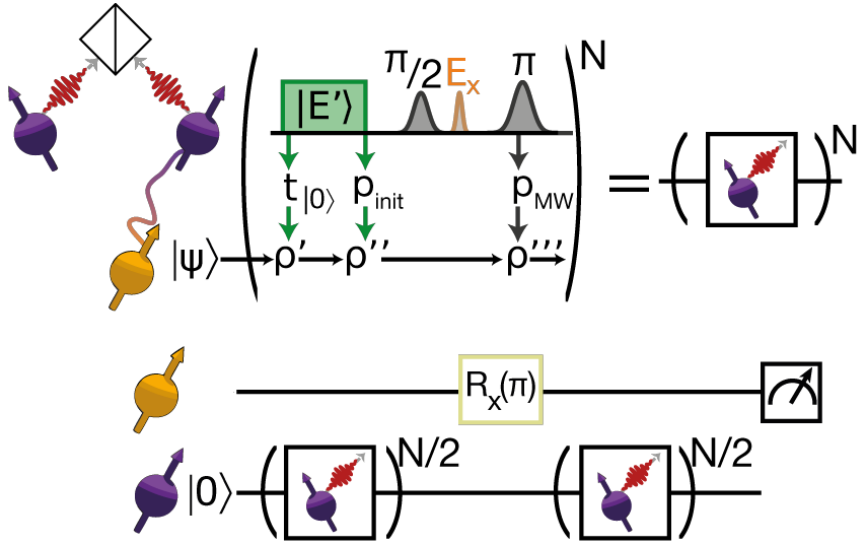 π/2 E_x π N
|E'⟩
t_|0⟩ p_init p_MW = ( )^N
|ψ⟩ ρ' ρ'' ρ'''
R_x(π)
|0⟩ ( )^N/2 ( )^N/2